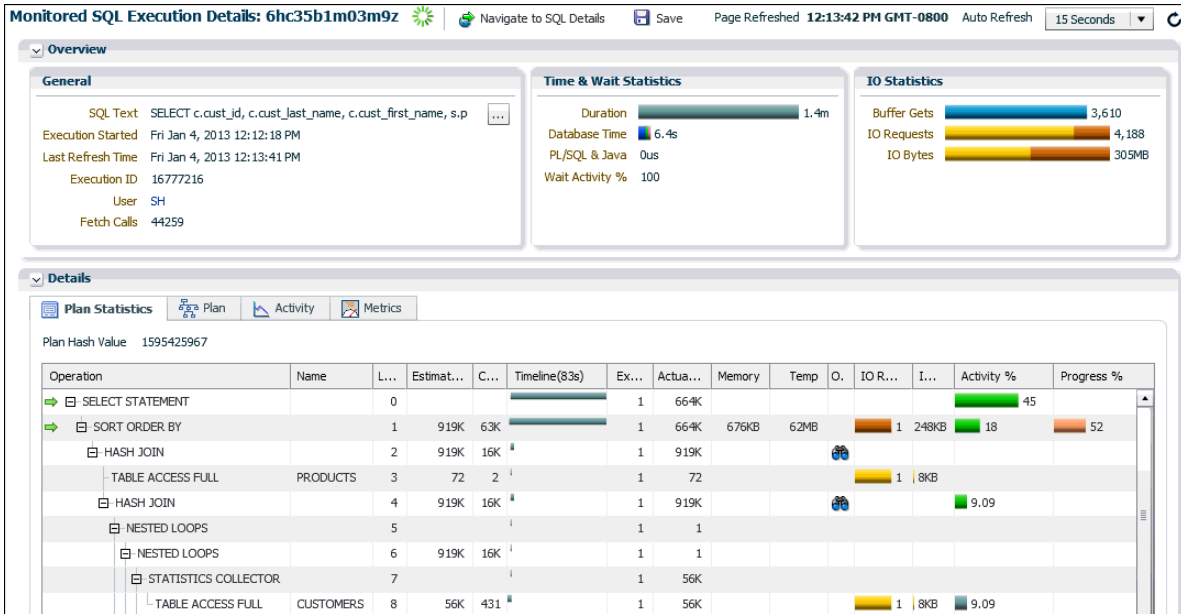 Monitored SQL Execution Details: 6hc35b1m03m9z Navigate to SQL Details Save Page Refreshed 12:13:42 PM GMT-0800 Auto Refresh 15 Seconds
Overview
General
SQL Text SELECT c.cust_id, c.cust_last_name, c.cust_first_name, s.p ...
Execution Started Fri Jan 4, 2013 12:12:18 PM
Last Refresh Time Fri Jan 4, 2013 12:13:41 PM
Execution ID 16777216
User SH
Fetch Calls 44259
Time & Wait Statistics
Duration 1.4m
Database Time 6.4s
PL/SQL & Java 0us
Wait Activity % 100
IO Statistics
Buffer Gets 3,610
IO Requests 4,188
IO Bytes 305MB
Details
Plan Statistics Plan Activity Metrics
Plan Hash Value 1595425967
Operation Name L... Estimat... C... Timeline(83s) Ex... Actua... Memory Temp O. IO R... I... Activity % Progress %
SELECT STATEMENT 0 1 664K 45
SORT ORDER BY 1 919K 63K 1 664K 676KB 62MB 1 248KB 18 52
HASH JOIN 2 919K 16K 1 919K
TABLE ACCESS FULL PRODUCTS 3 72 2 1 72 1 8KB
HASH JOIN 4 919K 16K 1 919K 9.09
NESTED LOOPS 5 1 1
NESTED LOOPS 6 919K 16K 1 1
STATISTICS COLLECTOR 7 1 56K
TABLE ACCESS FULL CUSTOMERS 8 56K 431 1 56K 1 8KB 9.09